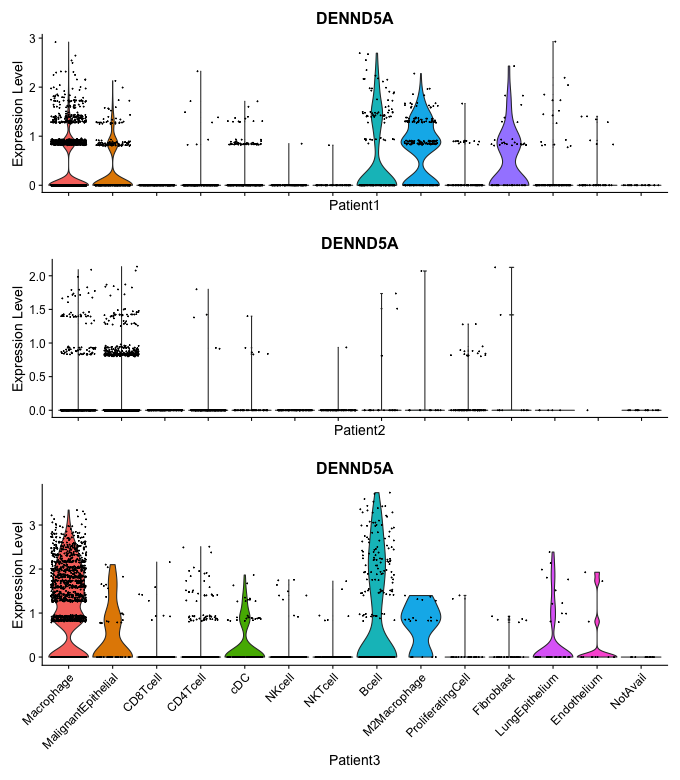 DENND5A
Expression Level
3
2
1
0
Patient1
DENND5A
Expression Level
2.0
1.5
1.0
0.5
0.0
Patient2
DENND5A
Expression Level
3
2
1
0
Macrophage
MalignantEpithelial
CD8Tcell
CD4Tcell
cDC
NKcell
NKTcell
Bcell
M2Macrophage
ProliferatingCell
Fibroblast
LungEpithelium
Endothelium
NotAvail
Patient3